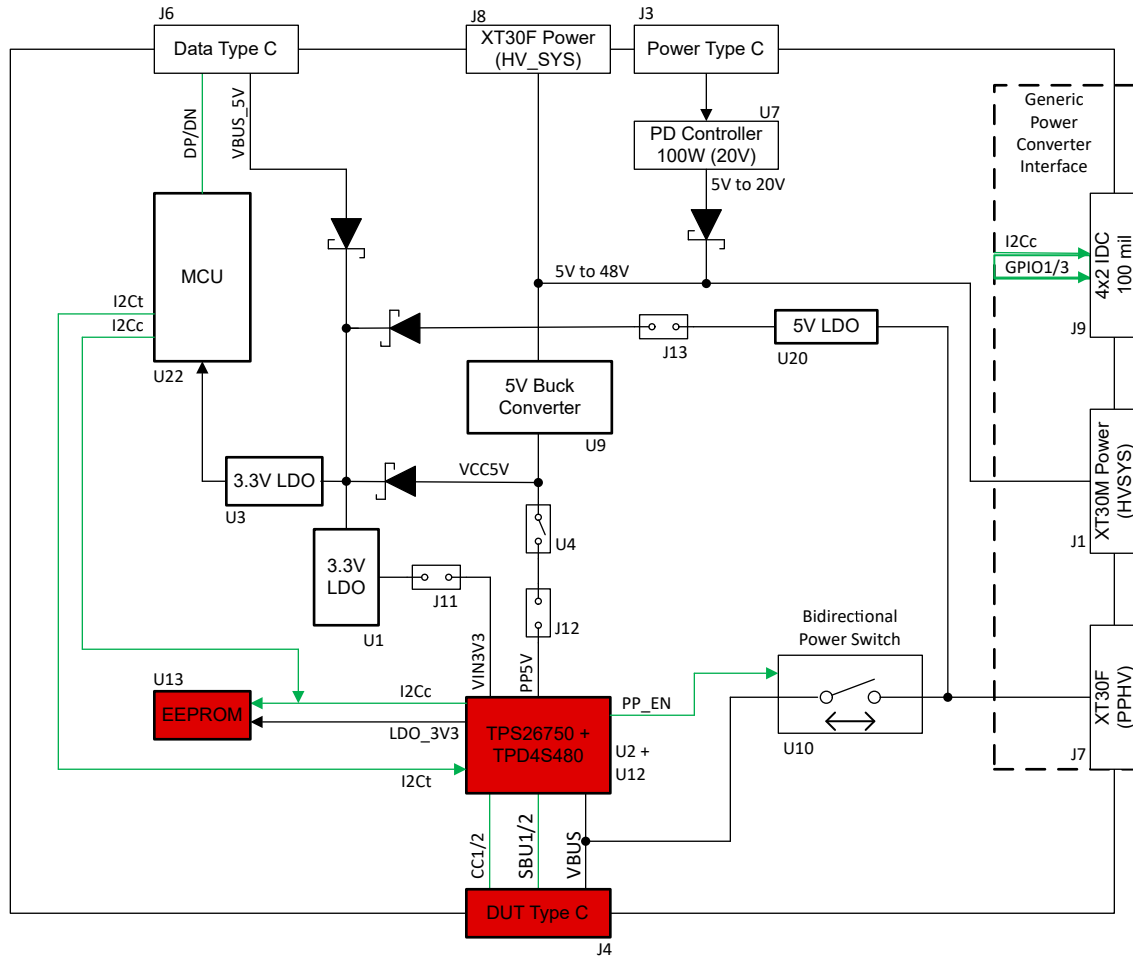 J6
J8
J3
Data Type C
XT30F Power
(HV_SYS)
Power Type C
DP/DN
VBUS_5V
U7
PD Controller
100W (20V)
5V to 20V
Generic
Power
Converter
Interface
MCU
I2Cc
GPIO1/3
4x2 IDC
100 mil
J9
5V to 48V
I2Ct
I2Cc
U22
J13
5V LDO
U20
5V Buck
Converter
U9
VCC5V
3.3V LDO
U3
XT30M Power
(HVSYS)
J1
U4
3.3V
LDO
J11
U1
J12
VIN3V3
PP5V
Bidirectional
Power Switch
U13
EEPROM
I2Cc
LDO_3V3
I2Ct
TPS26750 +
TPD4S480
U2 +
U12
PP_EN
U10
XT30F
(PPHV)
J7
CC1/2
SBU1/2
VBUS
DUT Type C
J4